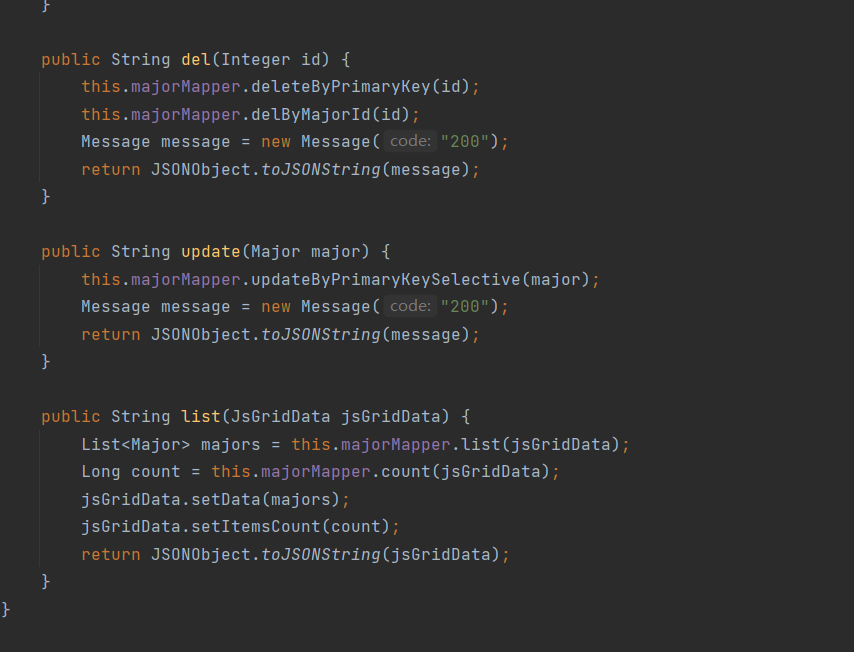 }
public String del(Integer id) {
this.majorMapper.deleteByPrimaryKey(id);
this.majorMapper.delByMajorId(id);
Message message = new Message( code: "200");
return JSONObject.toJSONString(message);
}
public String update(Major major) {
this.majorMapper.updateByPrimaryKeySelective(major);
Message message = new Message( code: "200");
return JSONObject.toJSONString(message);
}
public String list(JsGridData jsGridData) {
List<Major> majors = this.majorMapper.list(jsGridData);
Long count = this.majorMapper.count(jsGridData);
jsGridData.setData(majors);
jsGridData.setItemsCount(count);
return JSONObject.toJSONString(jsGridData);
}
}